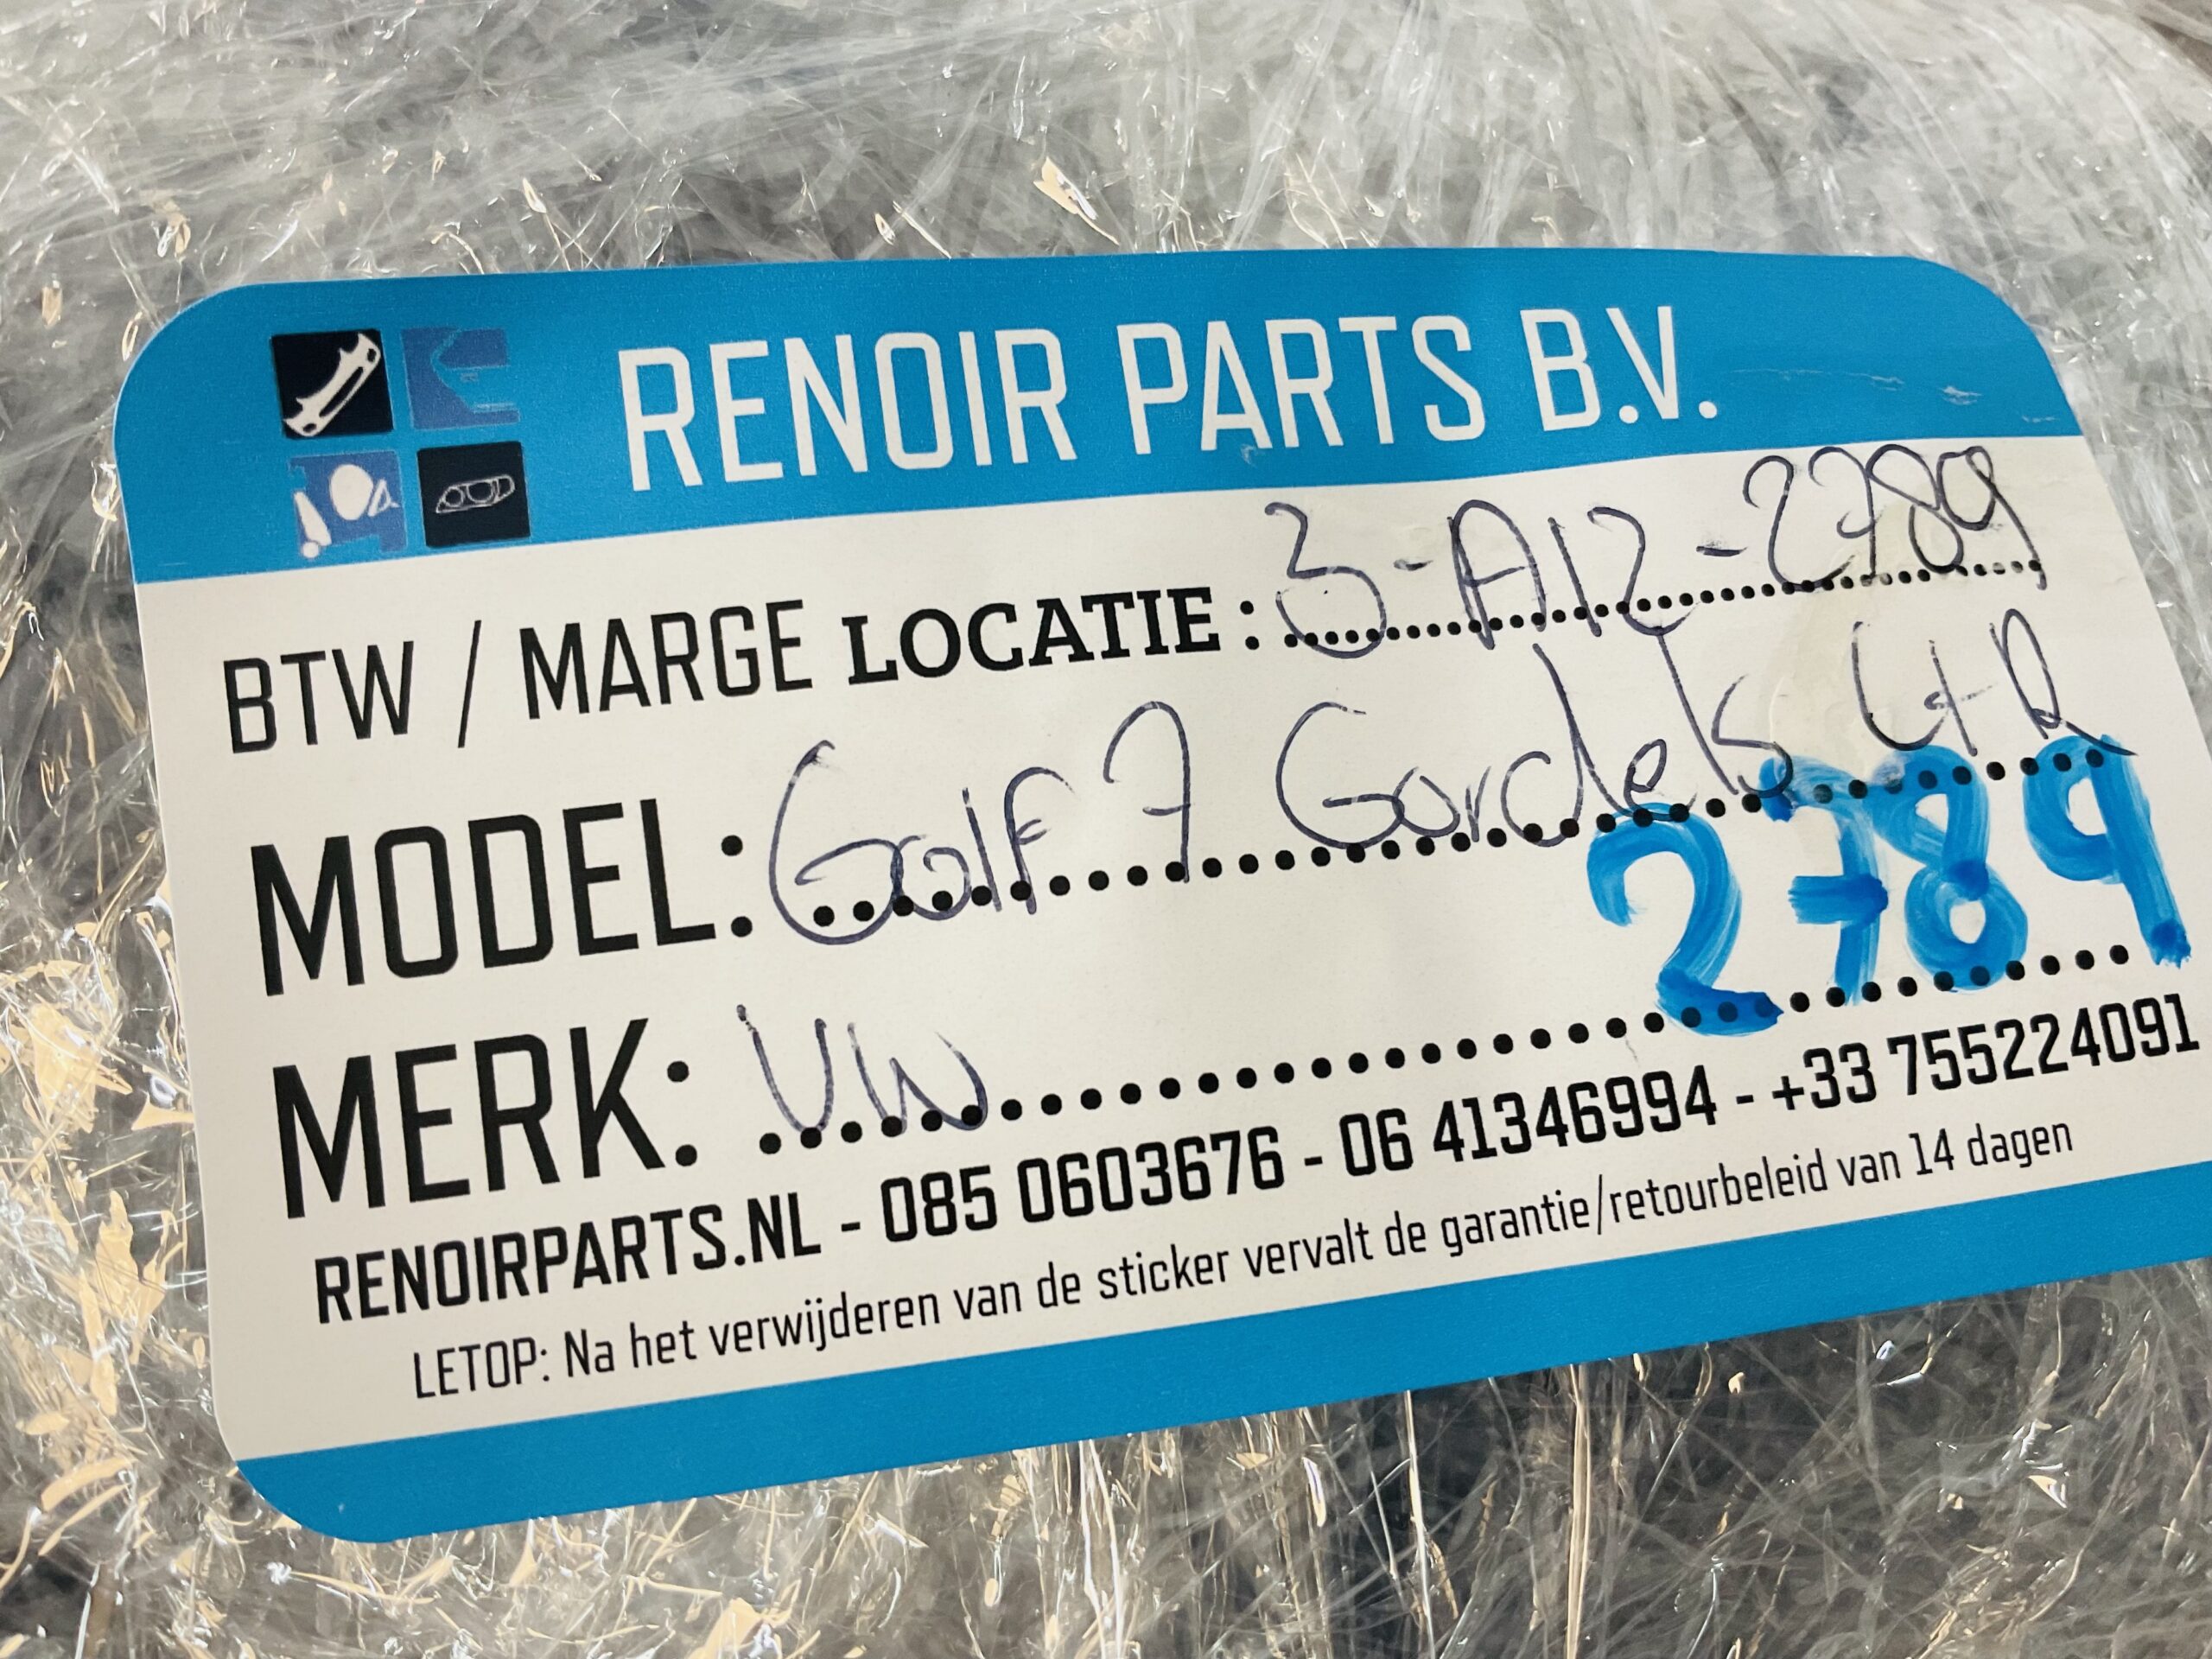 RENOIR PARTS B.V.
BTW / MARGE LOCATIE : 3-A12-2789
MODEL: Golf 7 Gordels L+R
2789
MERK: VW
RENOIRPARTS.NL - 085 0603676 - 06 41346994 - +33 755224091
LETOP: Na het verwijderen van de sticker vervalt de garantie/retourbeleid van 14 dagen